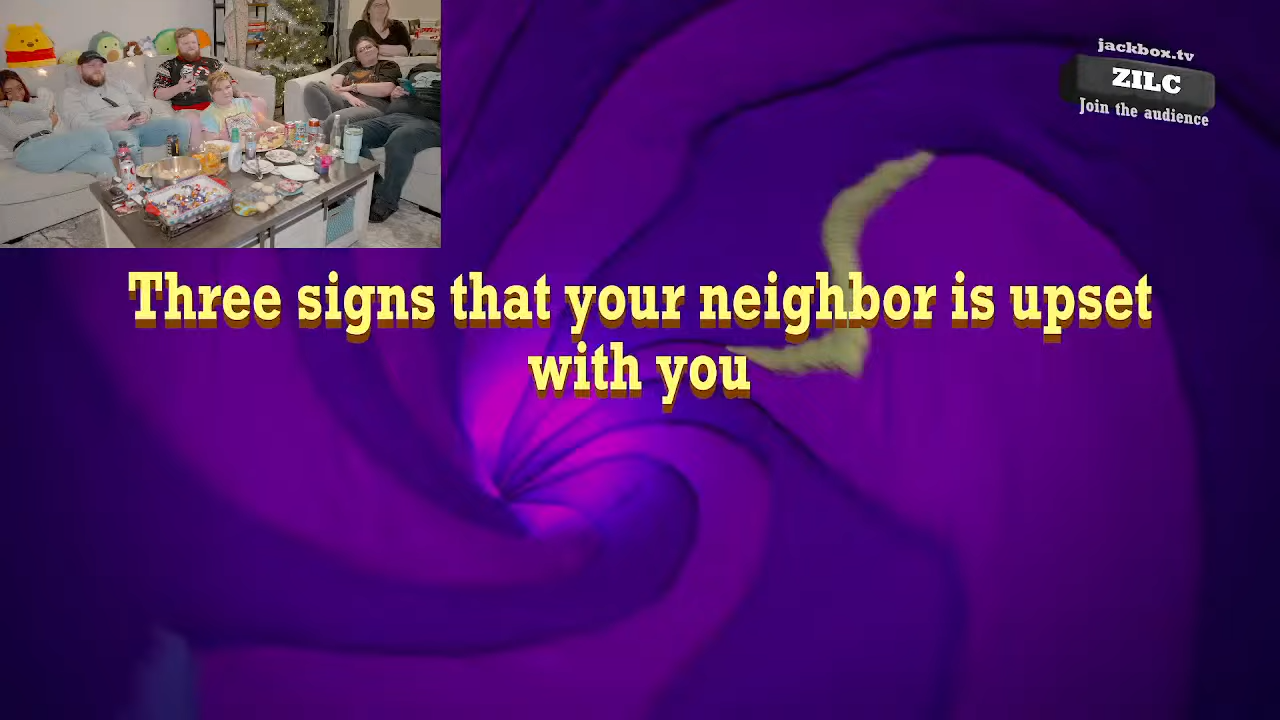 jackbox.tv
ZILC
Join the audience
Three signs that your neighbor is upset
with you